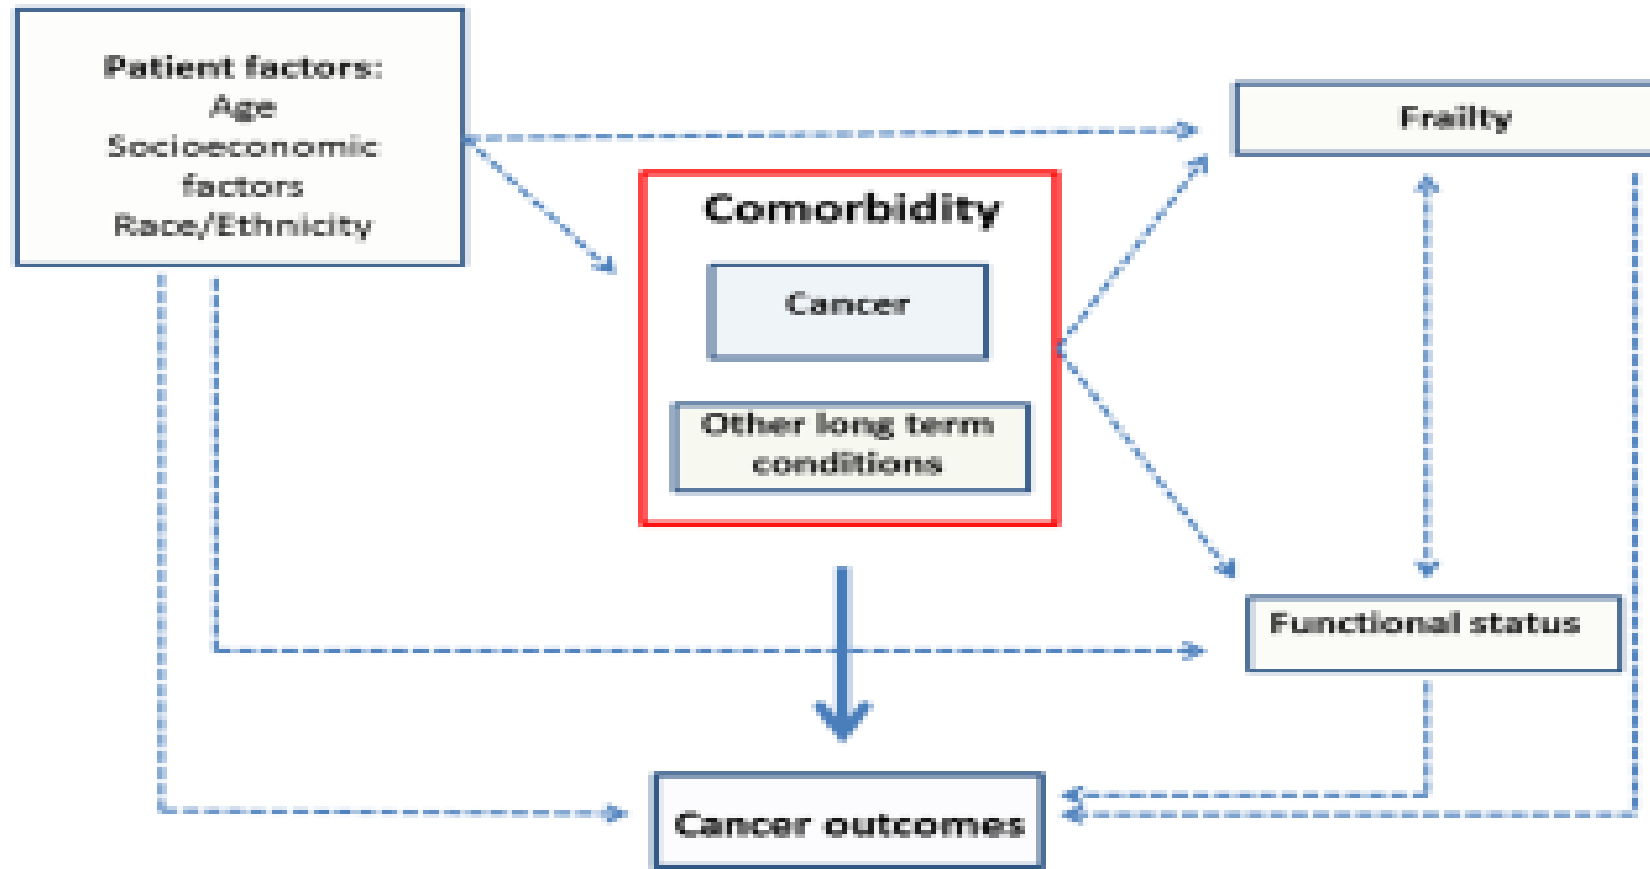 Patient factors:
Age
Socioeconomic
factors
Race/Ethnicity
Frailty
Comorbidity
Cancer
Other long term
conditions
Functional status
Cancer outcomes